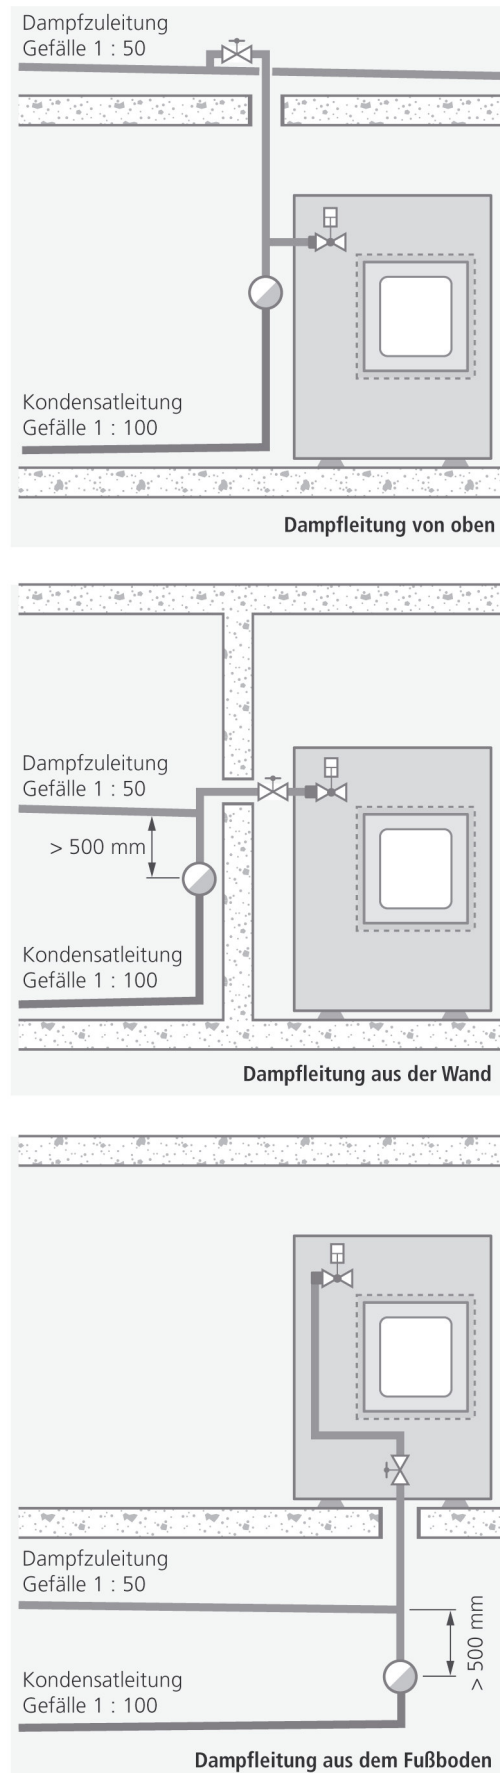 Dampfzuleitung
Gefälle 1 : 50
Kondensatleitung
Gefälle 1 : 100
Dampfleitung von oben
Dampfzuleitung
Gefälle 1 : 50
> 500 mm
Kondensatleitung
Gefälle 1 : 100
Dampfleitung aus der Wand
Dampfzuleitung
Gefälle 1 : 50
> 500 mm
Kondensatleitung
Gefälle 1 : 100
Dampfleitung aus dem Fußboden